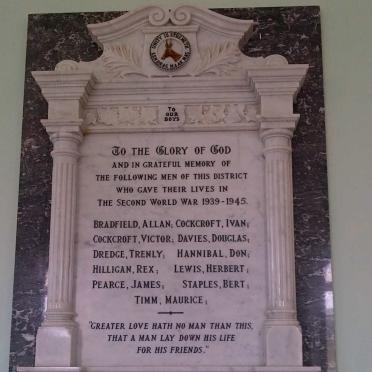 UNITY IS STRENGTH
TO
OUR
BOYS
TO THE GLORY OF GOD
AND IN GRATEFUL MEMORY OF
THE FOLLOWING MEN OF THIS DISTRICT
WHO GAVE THEIR LIVES IN
THE SECOND WORLD WAR 1939-1945.
BRADFIELD, ALLAN; COCKCROFT, IVAN;
COCKCROFT, VICTOR; DAVIES, DOUGLAS;
DREDGE, TRENLY; HANNIBAL, DON;
HILLIGAN, REX; LEWIS, HERBERT;
PEARCE, JAMES; STAPLES, BERT;
TIMM, MAURICE;
"GREATER LOVE HATH NO MAN THAN THIS,
THAT A MAN LAY DOWN HIS LIFE
FOR HIS FRIENDS."